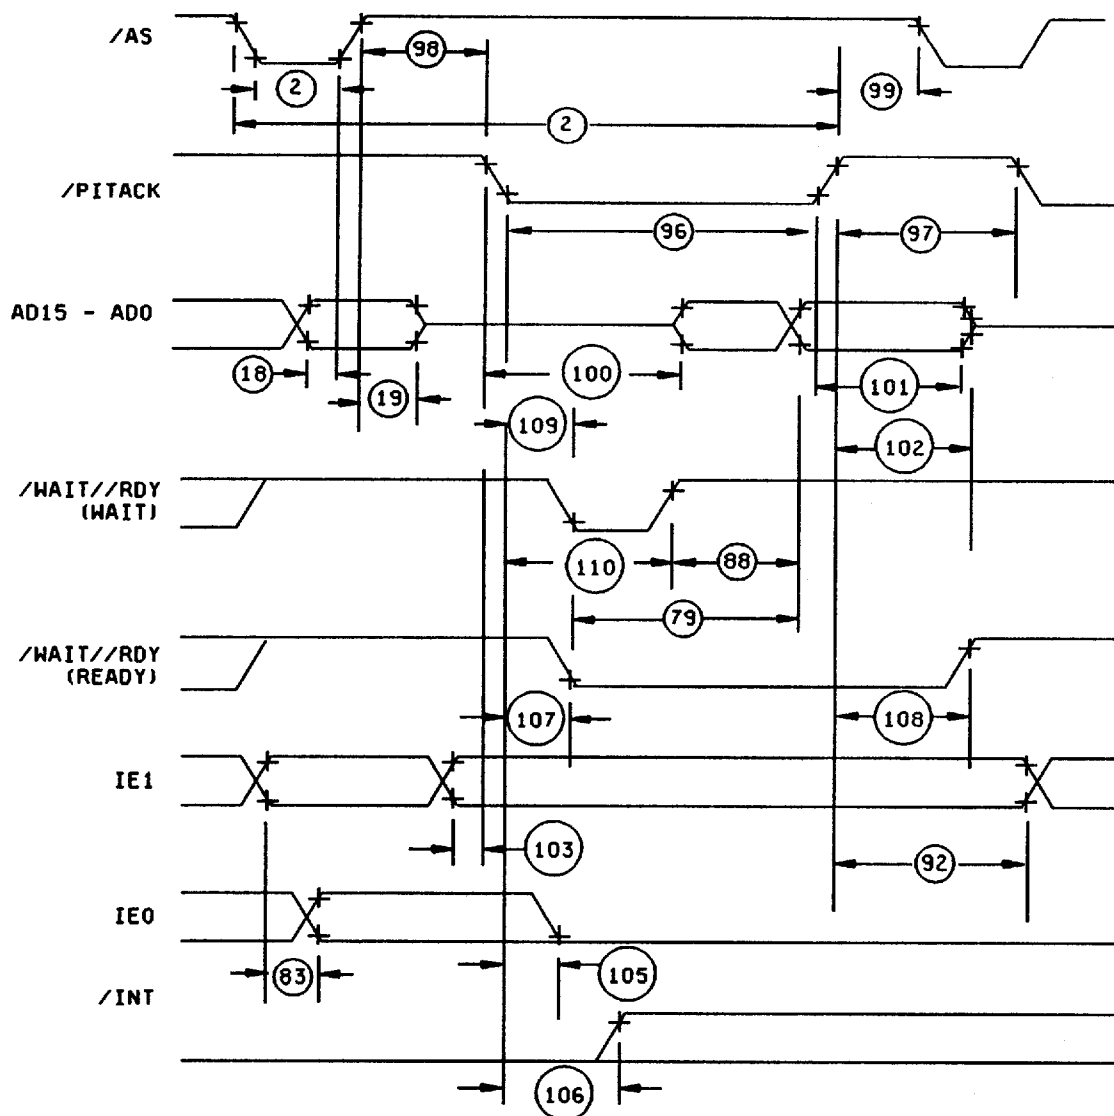 /AS
98
2
99
2
/PITACK
96
97
AD15 - AD0
18
19
100
101
109
102
/WAIT//RDY
(WAIT)
110
88
79
/WAIT//RDY
(READY)
107
108
IE1
103
92
IE0
83
105
/INT
106